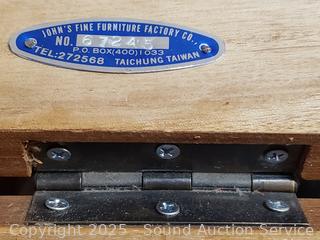 JOHN'S FINE FURNITURE FACTORY CO.,
NO.
P.O. BOX(400)1033
TEL:272568 TAICHUNG TAIWAN
Copyright © 2025 - Sound Auction Service